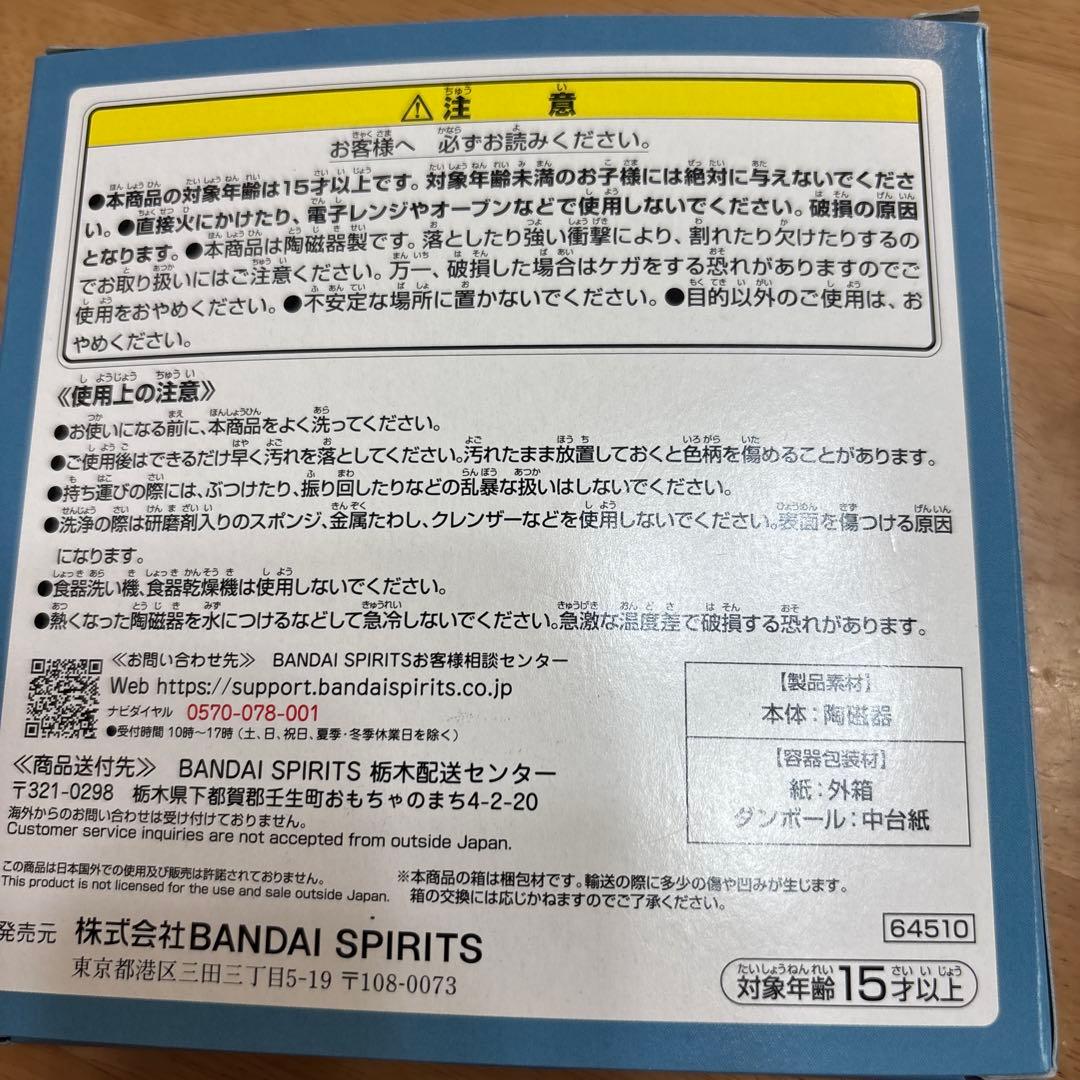 ⚠注意
お客様へ 必ずお読みください。
●本商品の対象年齢は15才以上です。対象年齢未満のお子様には絶対に与えないでくださ
い。●直接火にかけたり、電子レンジやオーブンなどで使用しないでください。破損の原因
となります。●本商品は陶磁器製です。落としたり強い衝撃により、割れたり欠けたりするの
でお取り扱いにはご注意ください。万一、破損した場合はケガをする恐れがありますのでご
使用をおやめください。●不安定な場所に置かないでください。●目的以外のご使用は、お
やめください。
《使用上の注意》
●お使いになる前に、本商品をよく洗ってください。
●ご使用後はできるだけ早く汚れを落としてください。汚れたまま放置しておくと色柄を傷めることがあります。
●持ち運びの際には、ぶつけたり、振り回したりなどの乱暴な扱いはしないでください。
●洗浄の際は研磨剤入りのスポンジ、金属たわし、クレンザーなどを使用しないでください。表面を傷つける原因
になります。
●食器洗い機、食器乾燥機は使用しないでください。
●熱くなった陶磁器を水につけるなどして急冷しないでください。急激な温度差で破損する恐れがあります。
≪お問い合わせ先≫ BANDAI SPIRITSお客様相談センター
Web https://support.bandaispirits.co.jp
ナビダイヤル 0570-078-001
●受付時間 10時〜17時(土、日、祝日、夏季・冬季休業日を除く)
≪商品送付先≫ BANDAI SPIRITS 栃木配送センター
〒321-0298 栃木県下都賀郡壬生町おもちゃのまち4-2-20
海外からのお問い合わせは受け付けておりません。
Customer service inquiries are not accepted from outside Japan.
【製品素材】
本体:陶磁器
【容器包装材】
紙:外箱
ダンボール:中台紙
この商品は日本国外での使用及び販売は許諾されておりません。
This product is not licensed for the use and sale outside Japan.
※本商品の箱は梱包材です。輸送の際に多少の傷や凹みが生じます。
箱の交換には応じかねますのでご了承ください。
発売元 株式会社BANDAI SPIRITS
東京都港区三田三丁目5-19 〒108-0073
64510
対象年齢15才以上